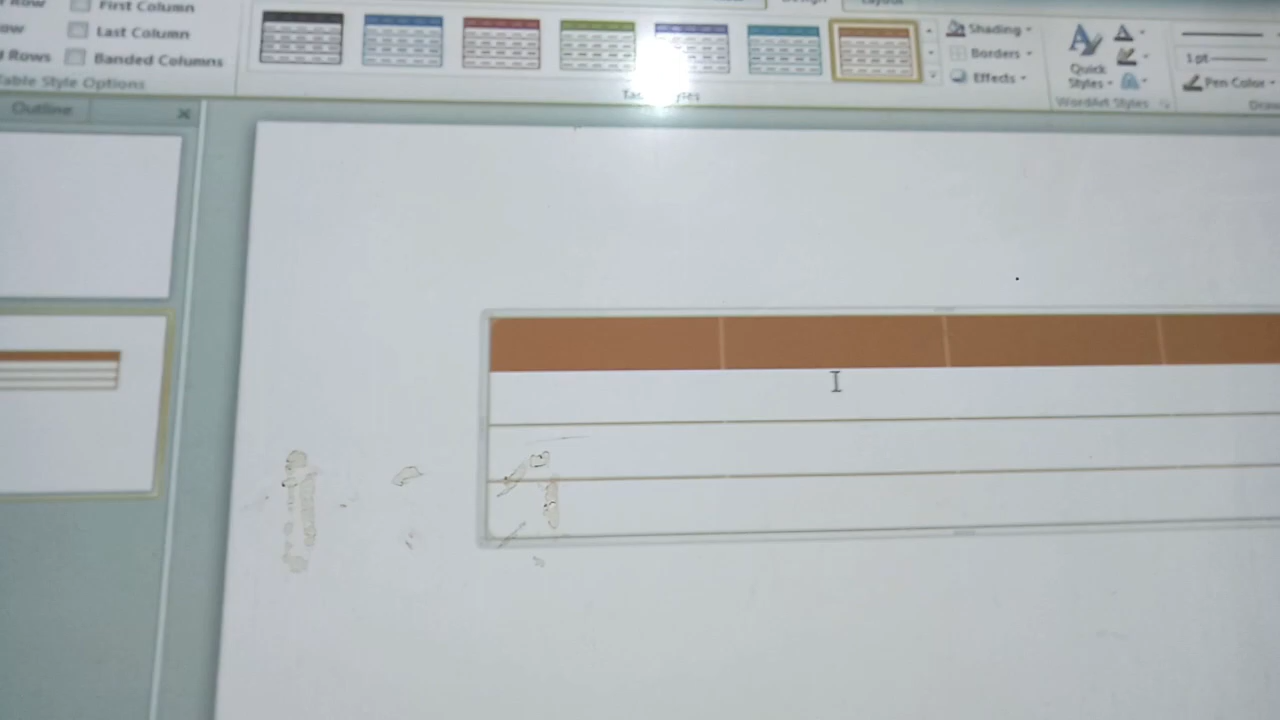 Row First Column
Last Column
Rows Banded Columns
Table Style Options
Shading
Borders
Effects
Quick
Styles
WordArt Styles
1 pt
Pen Color
Outline